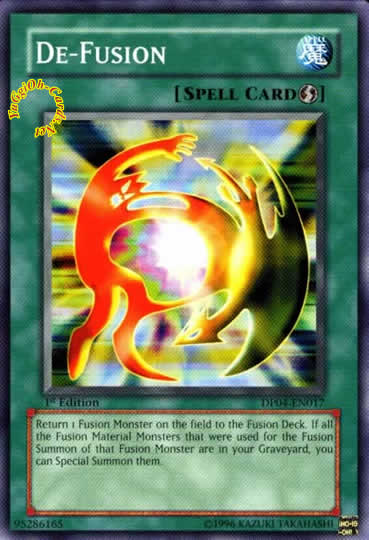 De-Fusion
魔
YuGgiOh-Cards.Net
[Spell Card]
1st Edition
DP04-EN017
Return 1 Fusion Monster on the field to the Fusion Deck. If all
the Fusion Material Monsters that were used for the Fusion
Summon of that Fusion Monster are in your Graveyard, you
can Special Summon them.
95286165
©1996 KAZUKI TAKAHASHI